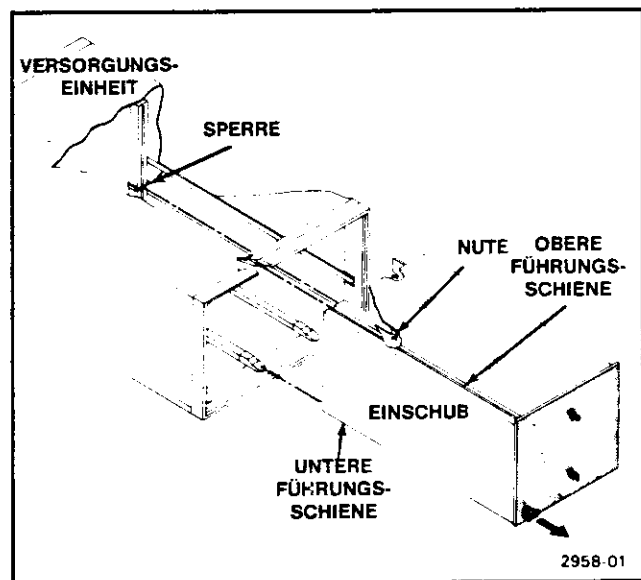 VERSORGUNGS-
EINHEIT
SPERRE
NUTE
OBERE
FÜHRUNGS-
SCHIENE
EINSCHUB
UNTERE
FÜHRUNGS-
SCHIENE
2958-01